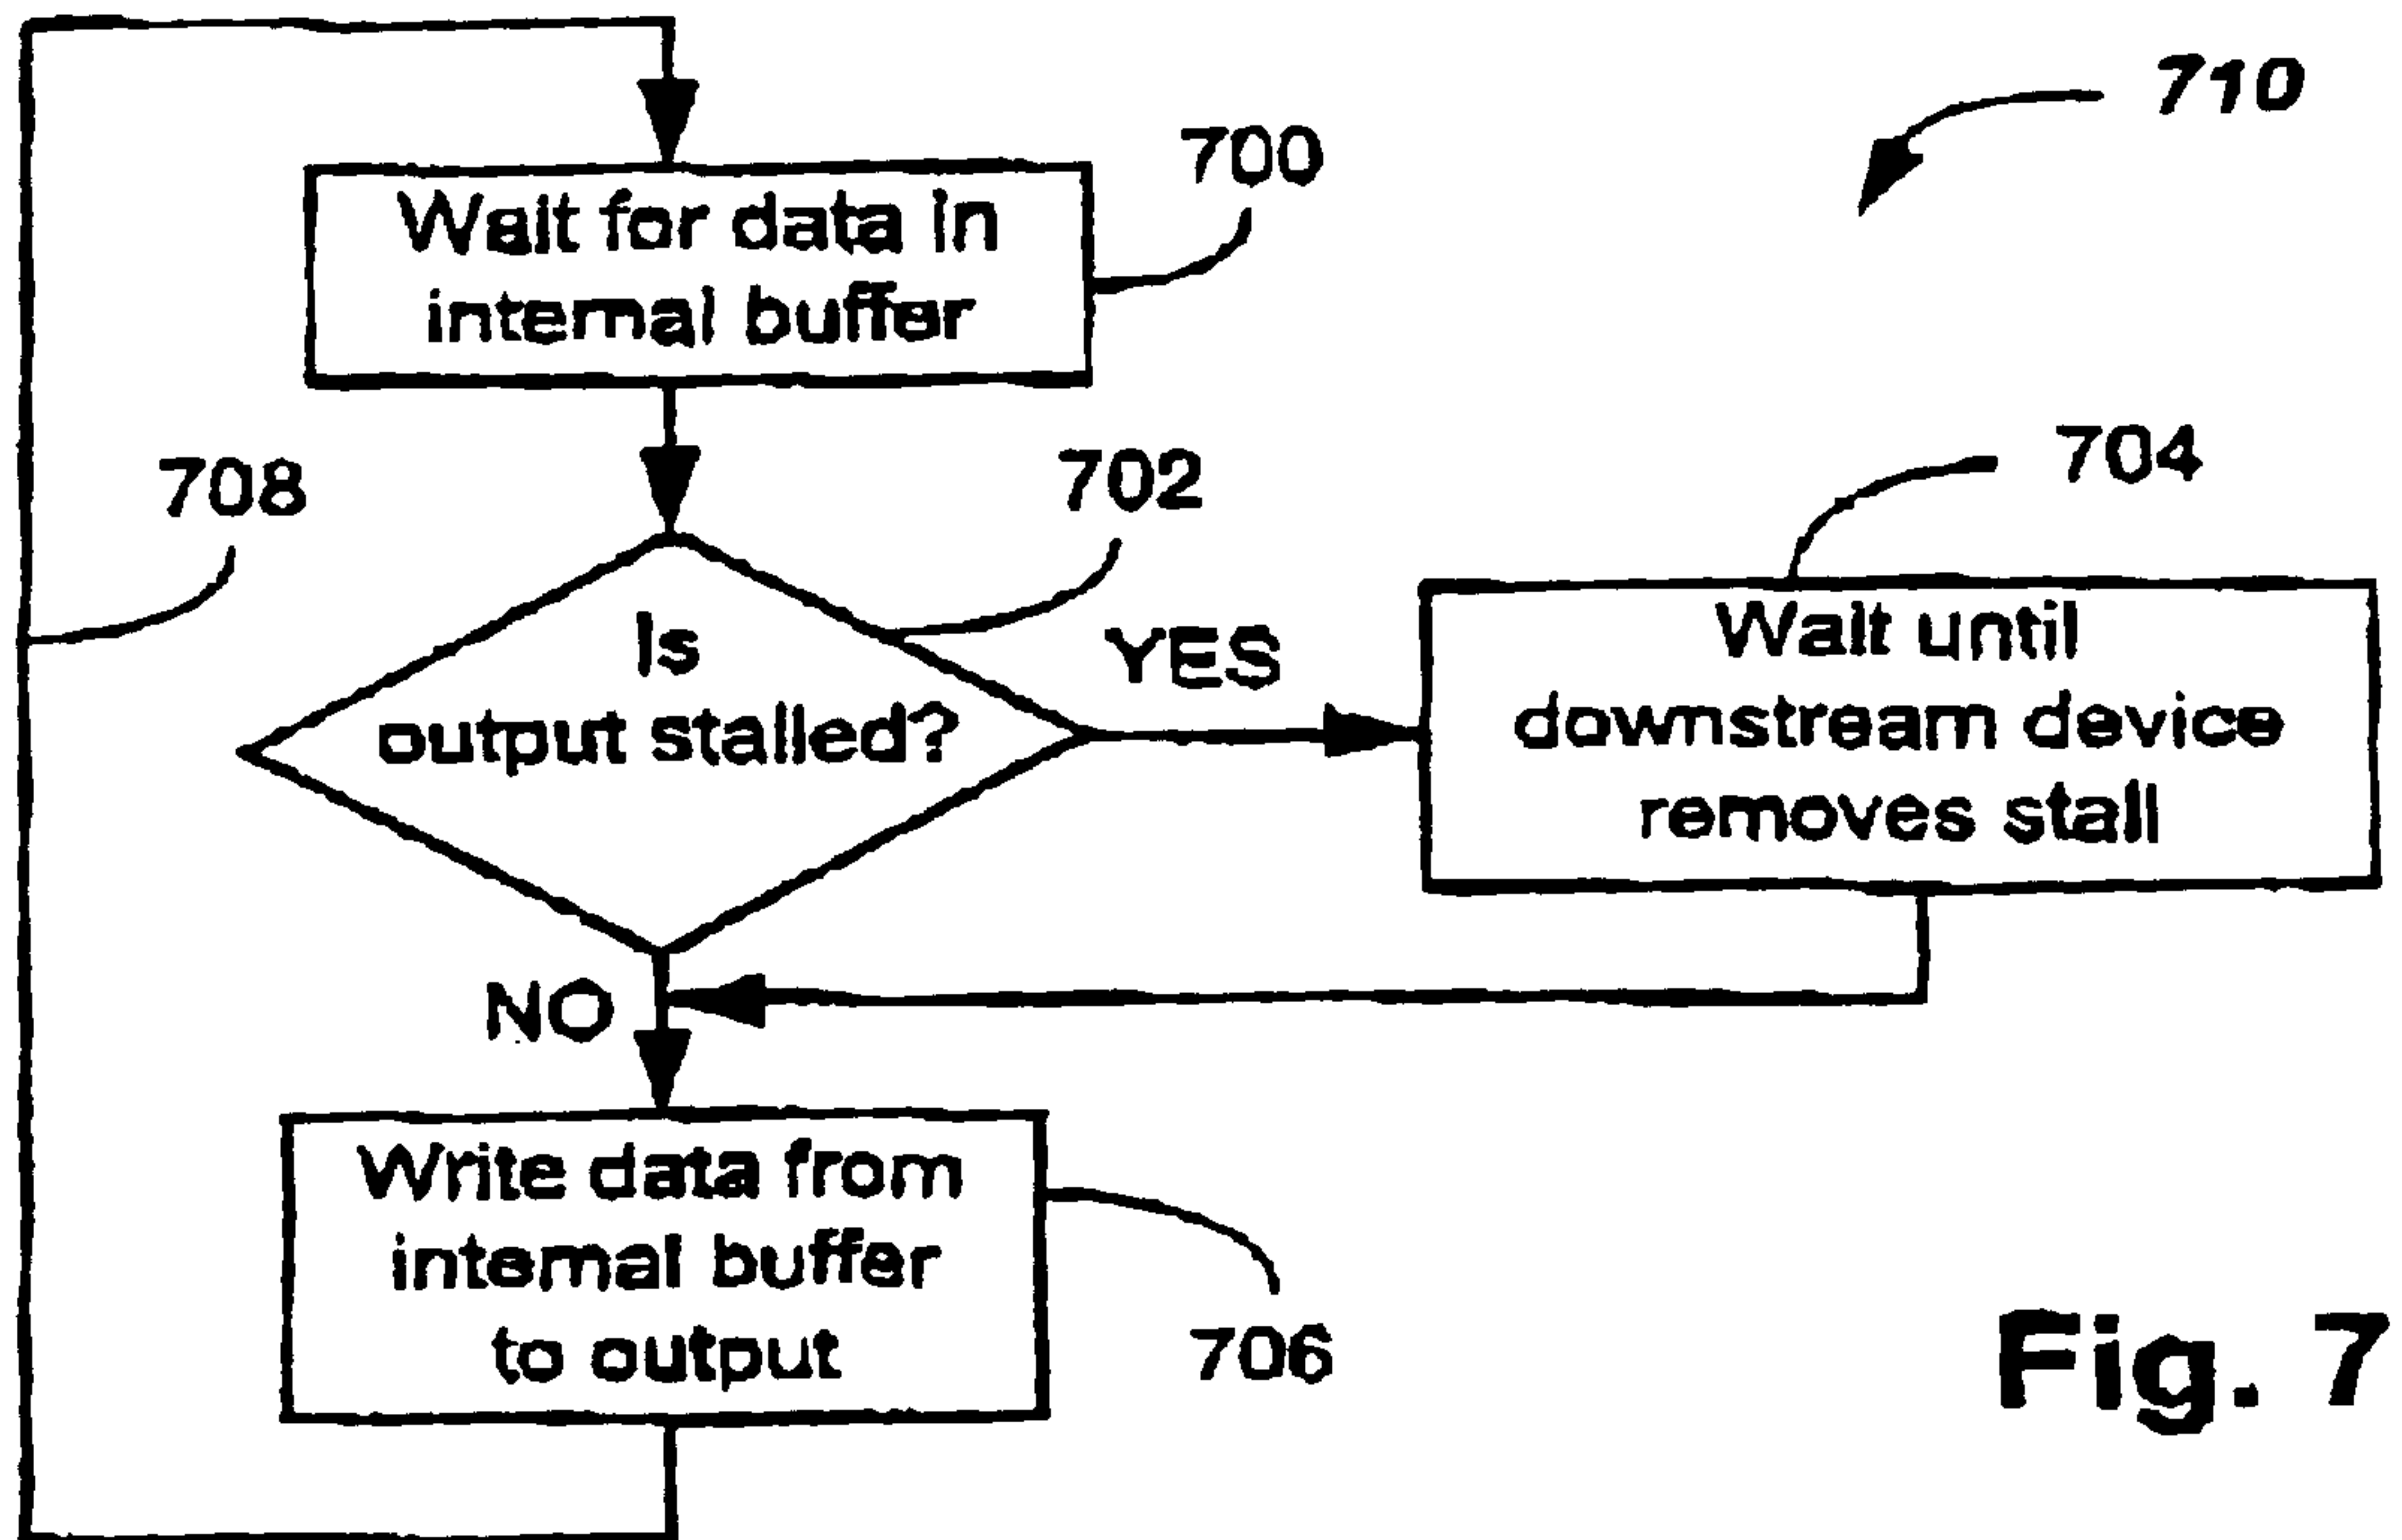 710
700
Wait for data in
internal buffer
708
702
704
Is
output stalled?
YES
Wait until
downstream device
removes stall
NO
Write data from
internal buffer
to output
706
Fig. 7